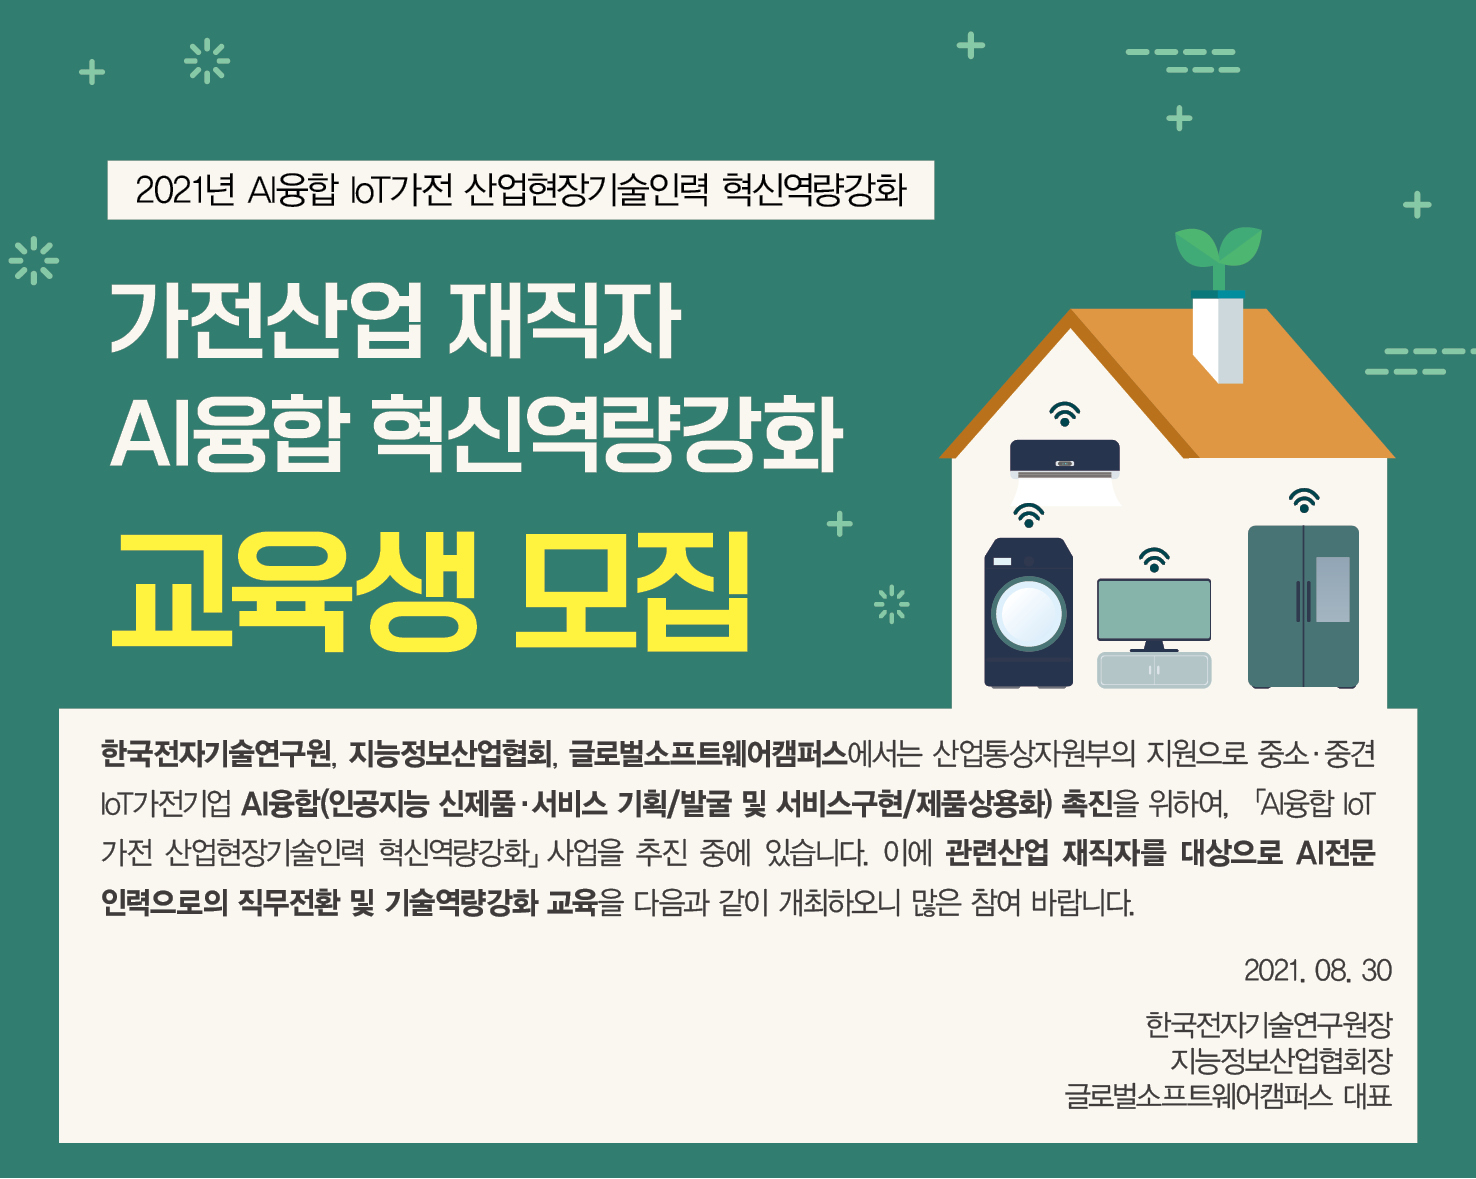 2021년 AI융합 IoT가전 산업현장기술인력 혁신역량강화
가전산업 재직자
AI융합 혁신역량강화
교육생 모집
한국전자기술연구원, 지능정보산업협회, 글로벌소프트웨어캠퍼스에서는 산업통상자원부의 지원으로 중소·중견
IoT가전기업 AI융합(인공지능 신제품·서비스 기획/발굴 및 서비스구현/제품상용화) 촉진을 위하여, 「AI융합 IoT
가전 산업현장기술인력 혁신역량강화」사업을 추진 중에 있습니다. 이에 관련산업 재직자를 대상으로 AI전문
인력으로의 직무전환 및 기술역량강화 교육을 다음과 같이 개최하오니 많은 참여 바랍니다.
2021. 08. 30
한국전자기술연구원장
지능정보산업협회장
글로벌소프트웨어캠퍼스 대표